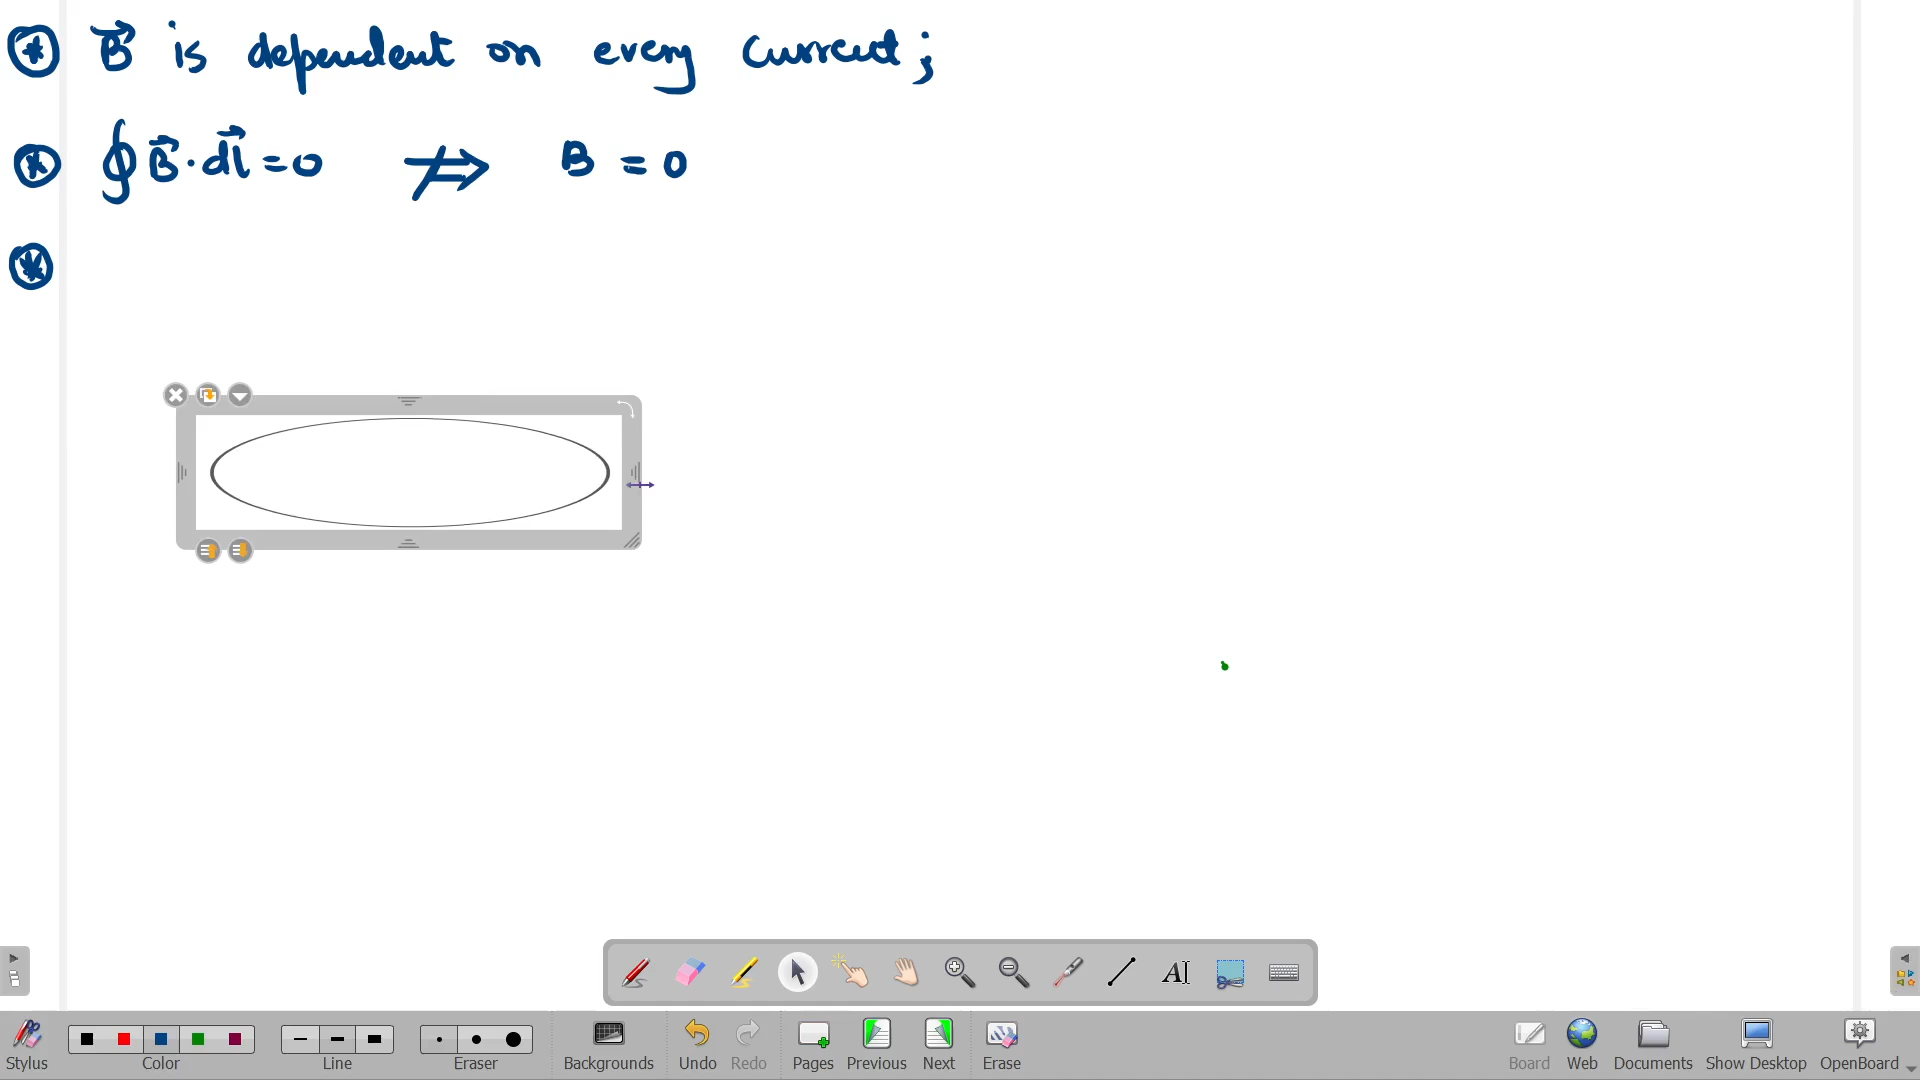 ⊛ B⃗ is dependent on every current;
⊛ ∮ B⃗ · dl⃗ = 0 ⇏ B = 0
⊛
AI
Stylus Color Line Eraser Backgrounds Undo Redo Pages Previous Next Erase Board Web Documents Show Desktop OpenBoard